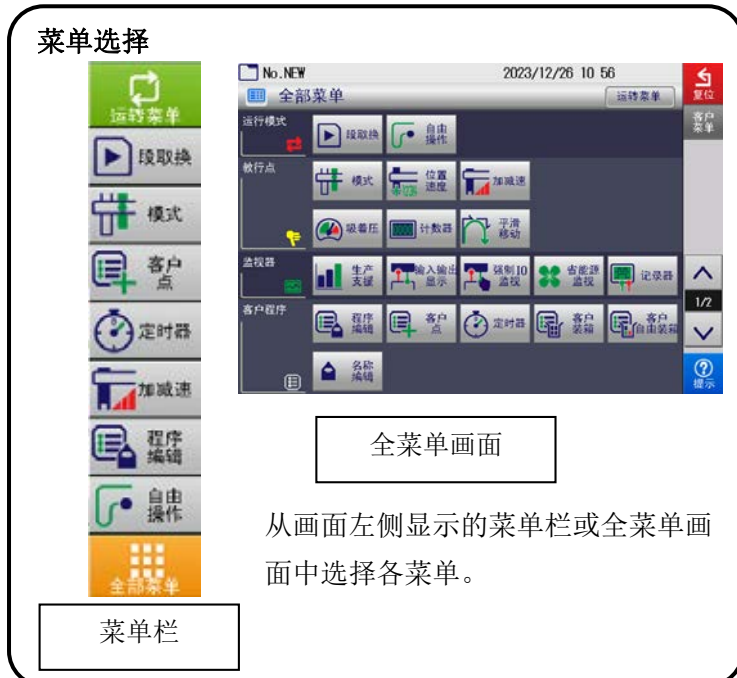 菜单选择
运转菜单
段取换
模式
客户
点
定时器
加减速
程序
编辑
自由
操作
全部菜单
菜单栏
No.NEW 2023/12/26 10 56
全部菜单 运转菜单
复位
客户
菜单
运行模式
段取换
自由
操作
教行点
模式
位置
速度
加减速
吸着压
计数器
平滑
移动
监视器
生产
支援
输入输出
显示
强制IO
监视
省能源
监视
记录器
客户程序
程序
编辑
客户
点
定时器
客户
装箱
客户
自由装箱
名称
编辑
1/2
提示
全菜单画面
从画面左侧显示的菜单栏或全菜单画
面中选择各菜单。